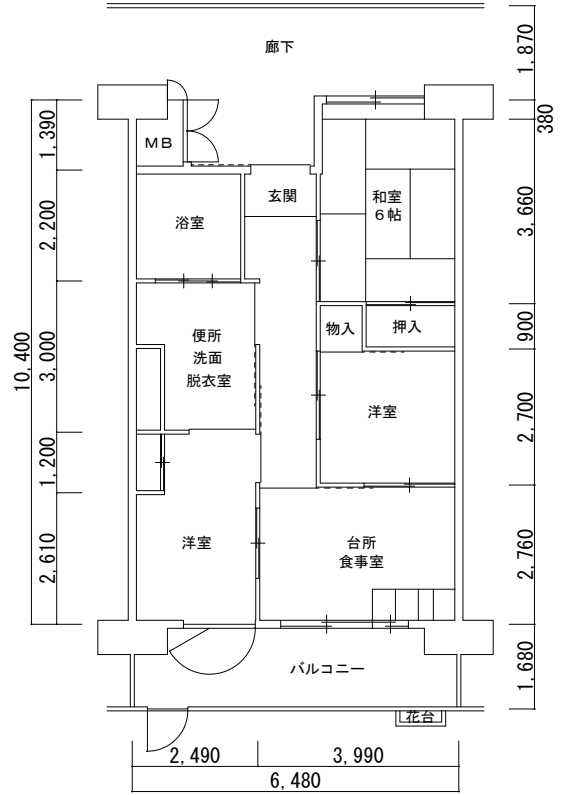 廊下
1,870
380
1,390
MB
玄関
和室
6帖
3,660
2,200
浴室
物入
押入
900
便所
洗面
脱衣室
3,000
10,400
洋室
2,700
1,200
洋室
台所
食事室
2,610
2,760
バルコニー
1,680
花台
2,490
3,990
6,480